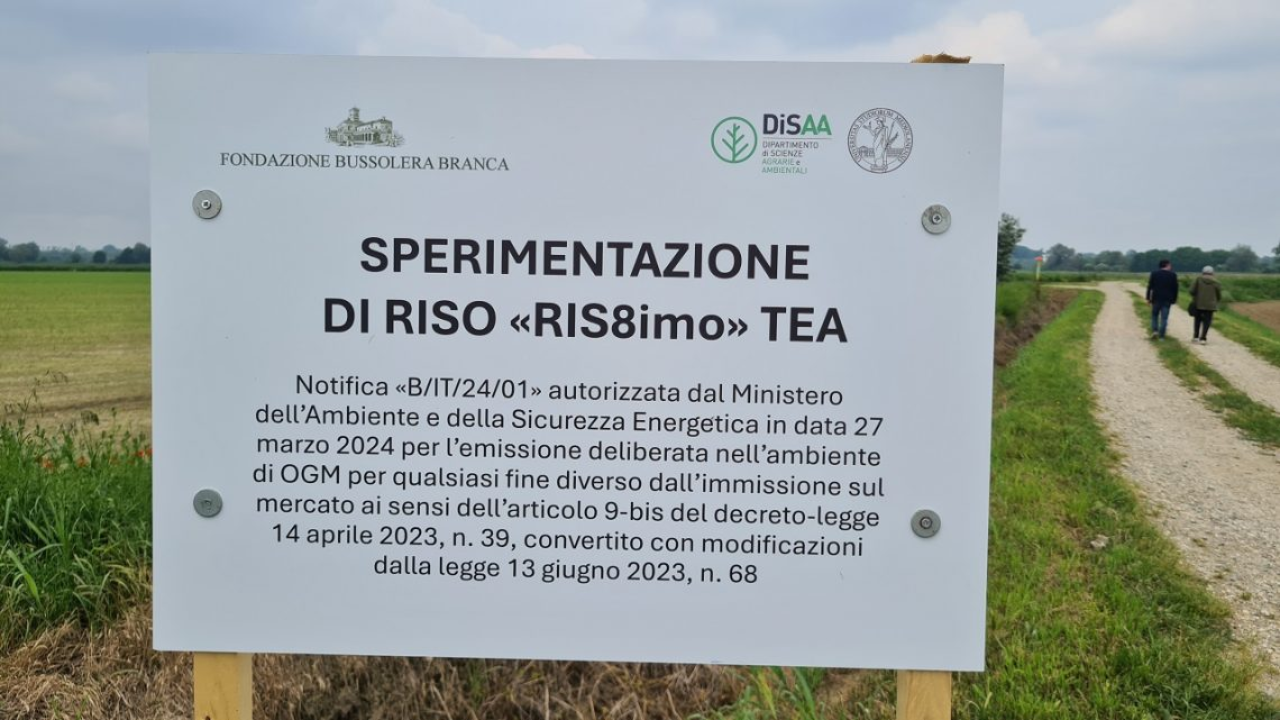 FONDAZIONE BUSSOLERA BRANCA
DiSAA
DIPARTIMENTO
di SCIENZE
AGRARIE e
AMBIENTALI
SPERIMENTAZIONE
DI RISO «RIS8imo» TEA
Notifica «B/IT/24/01» autorizzata dal Ministero
dell'Ambiente e della Sicurezza Energetica in data 27
marzo 2024 per l'emissione deliberata nell'ambiente
di OGM per qualsiasi fine diverso dall'immissione sul
mercato ai sensi dell'articolo 9-bis del decreto-legge
14 aprile 2023, n. 39, convertito con modificazioni
dalla legge 13 giugno 2023, n. 68